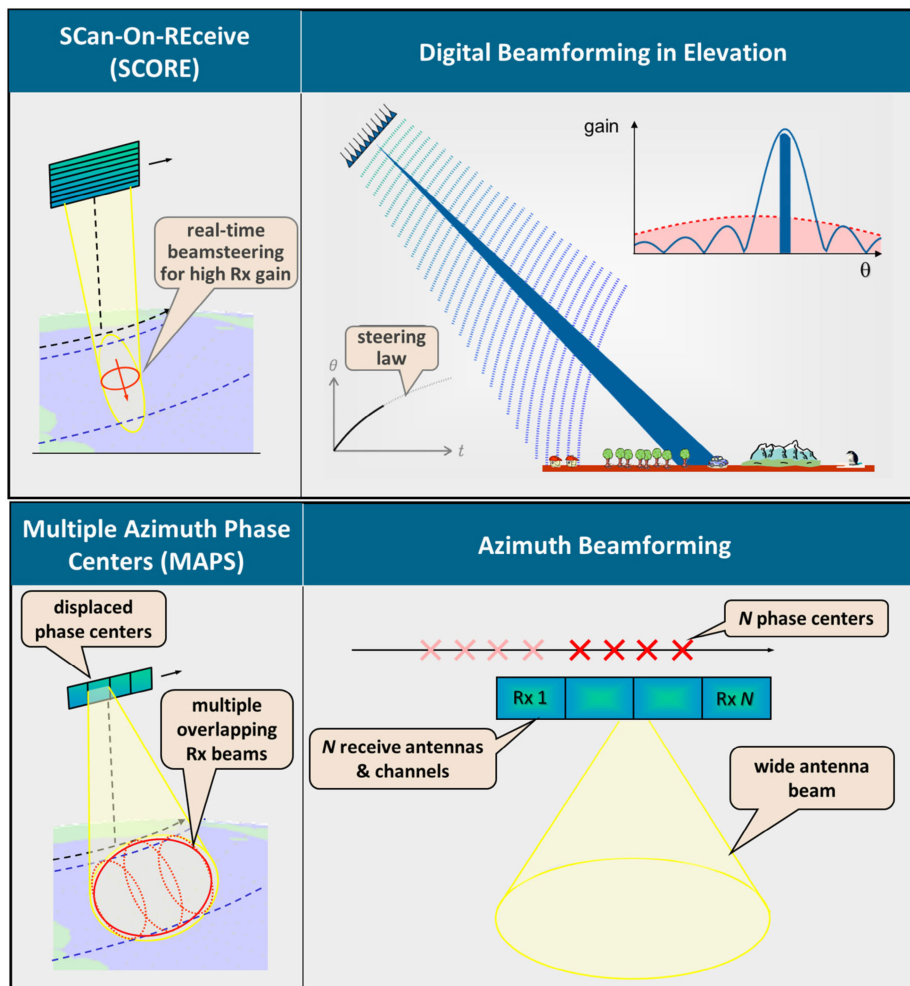 SCan-On-REceive
(SCORE)
Digital Beamforming in Elevation
real-time
beamsteering
for high Rx gain
gain
θ
steering
law
θ
t
Multiple Azimuth Phase
Centers (MAPS)
Azimuth Beamforming
displaced
phase centers
multiple
overlapping
Rx beams
N phase centers
Rx 1
Rx N
N receive antennas
& channels
wide antenna
beam